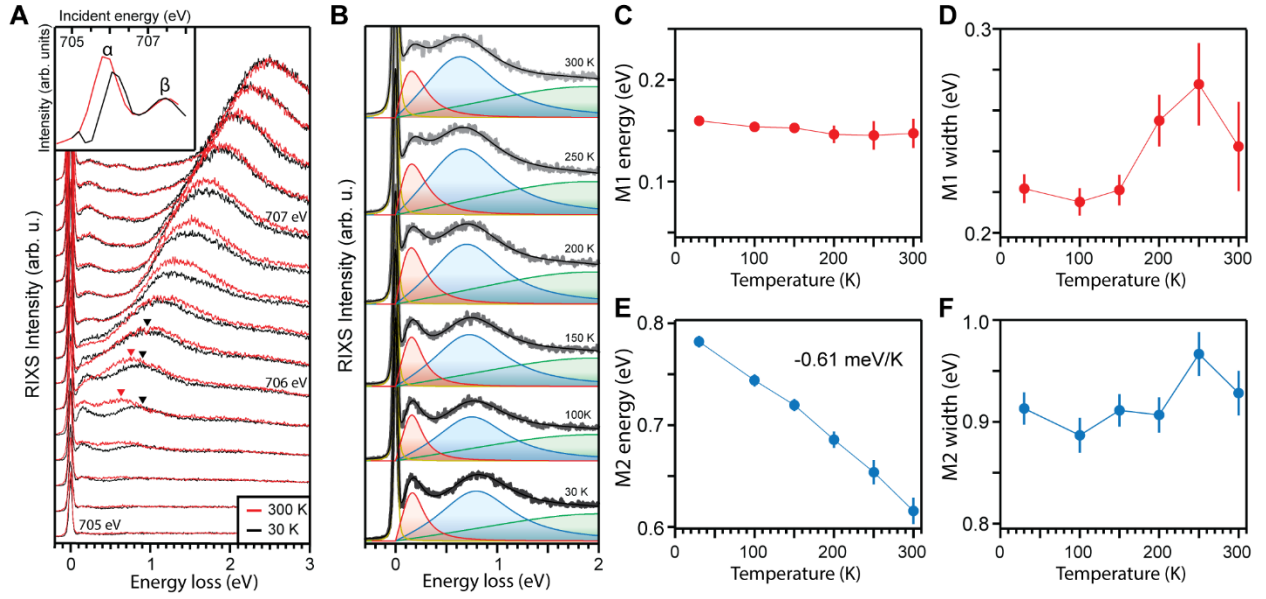 A
Incident energy (eV)
705
707
Intensity (arb. units)
α
β
RIXS Intensity (arb. u.)
707 eV
706 eV
705 eV
300 K
30 K
0
1
2
3
Energy loss (eV)
B
RIXS Intensity (arb. u.)
300 K
250 K
200 K
150 K
100K
30 K
0
1
2
Energy loss (eV)
C
M1 energy (eV)
0.2
0.1
0
100
200
300
Temperature (K)
D
M1 width (eV)
0.3
0.2
0
100
200
300
Temperature (K)
E
M2 energy (eV)
0.8
0.7
0.6
-0.61 meV/K
0
100
200
300
Temperature (K)
F
M2 width (eV)
1.0
0.9
0.8
0
100
200
300
Temperature (K)